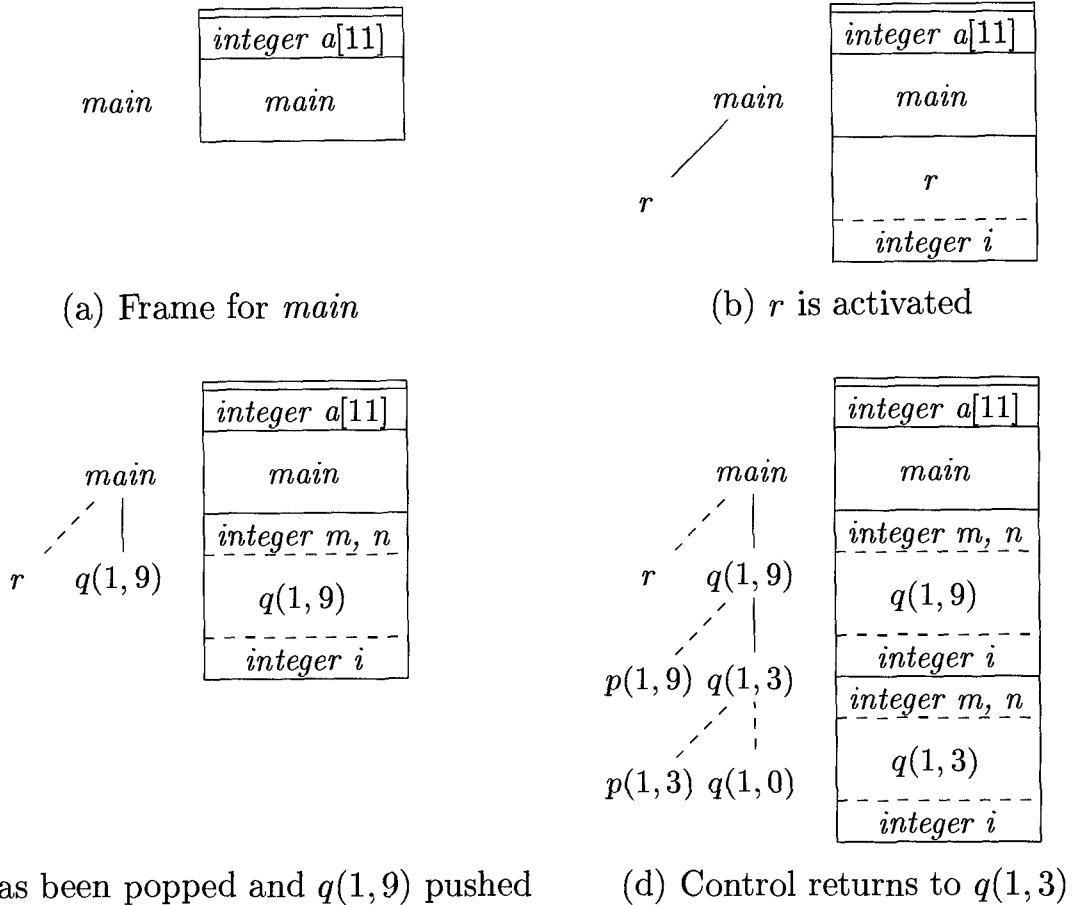 integer a[11]
main
main
(a) Frame for main
integer a[11]
main
main
r
r
integer i
(b) r is activated
integer a[11]
main
main
integer m, n
r
q(1, 9)
q(1, 9)
integer i
as been popped and q(1, 9) pushed
integer a[11]
main
main
integer m, n
r
q(1, 9)
q(1, 9)
integer i
p(1, 9)
q(1, 3)
integer m, n
q(1, 3)
p(1, 3)
q(1, 0)
integer i
(d) Control returns to q(1, 3)